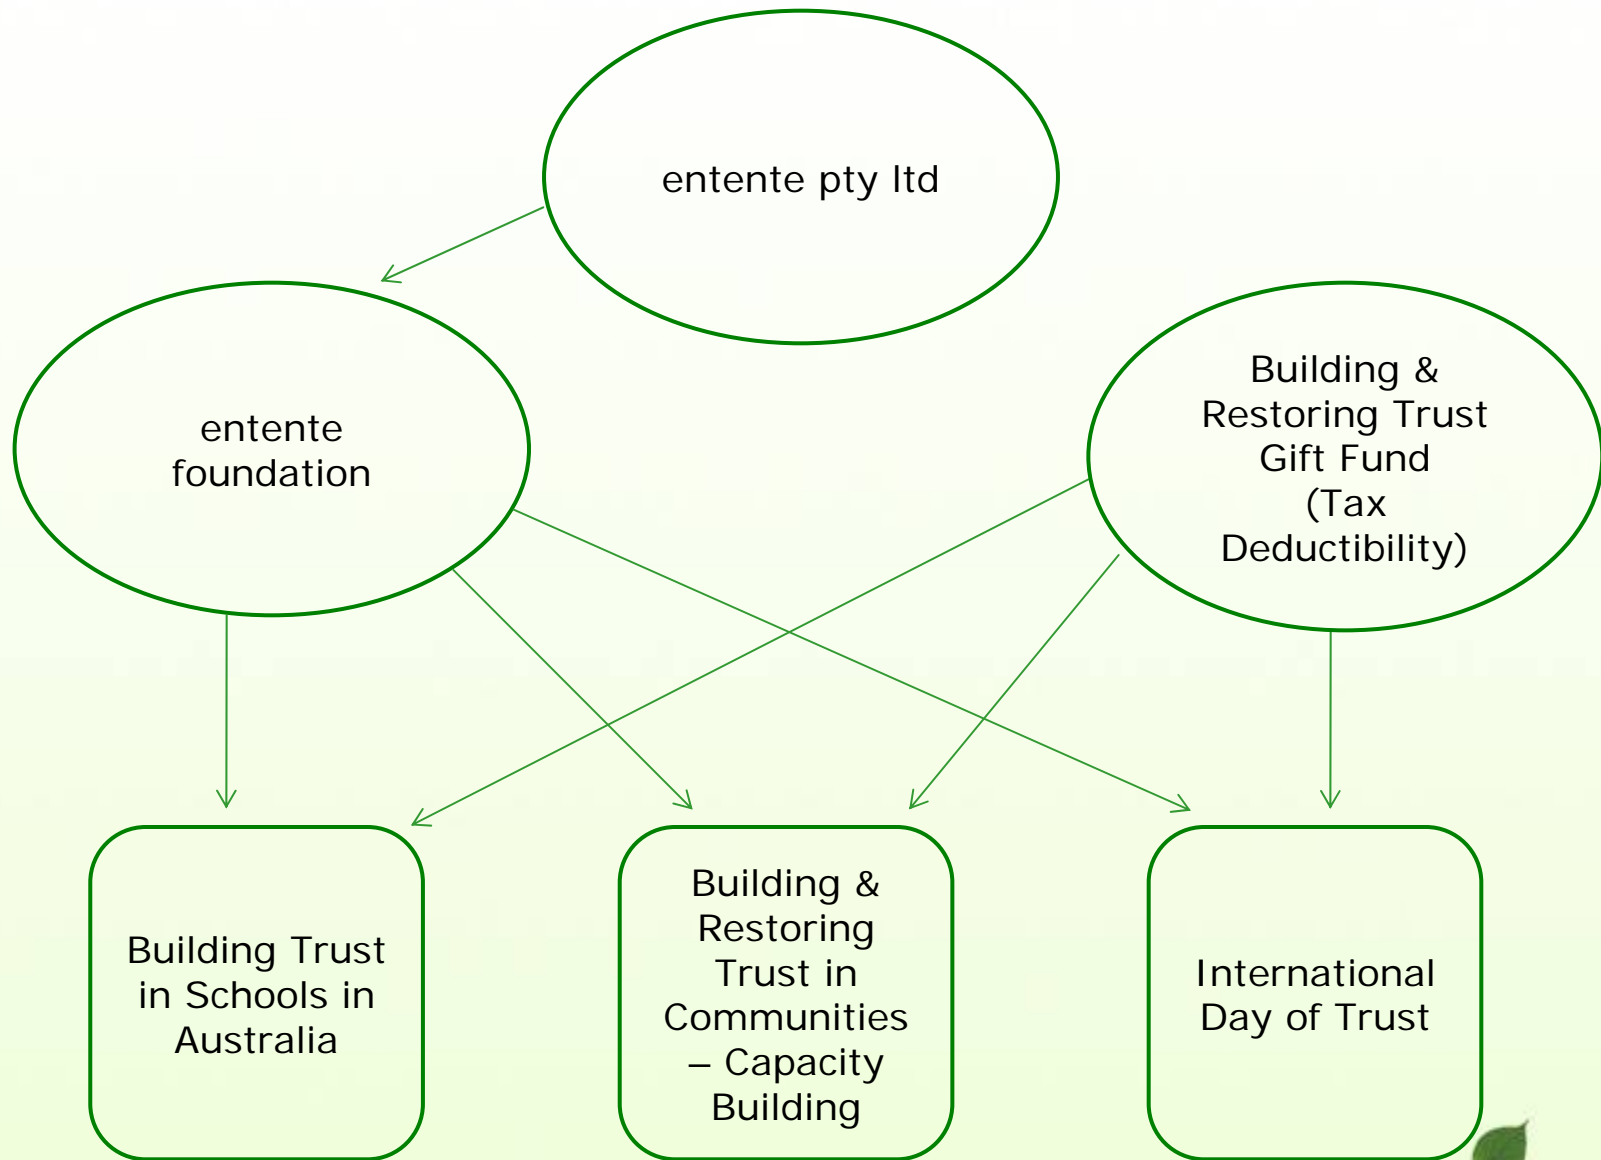 entente pty ltd
entente
foundation
Building &
Restoring Trust
Gift Fund
(Tax
Deductibility)
Building Trust
in Schools in
Australia
Building &
Restoring
Trust in
Communities
– Capacity
Building
International
Day of Trust